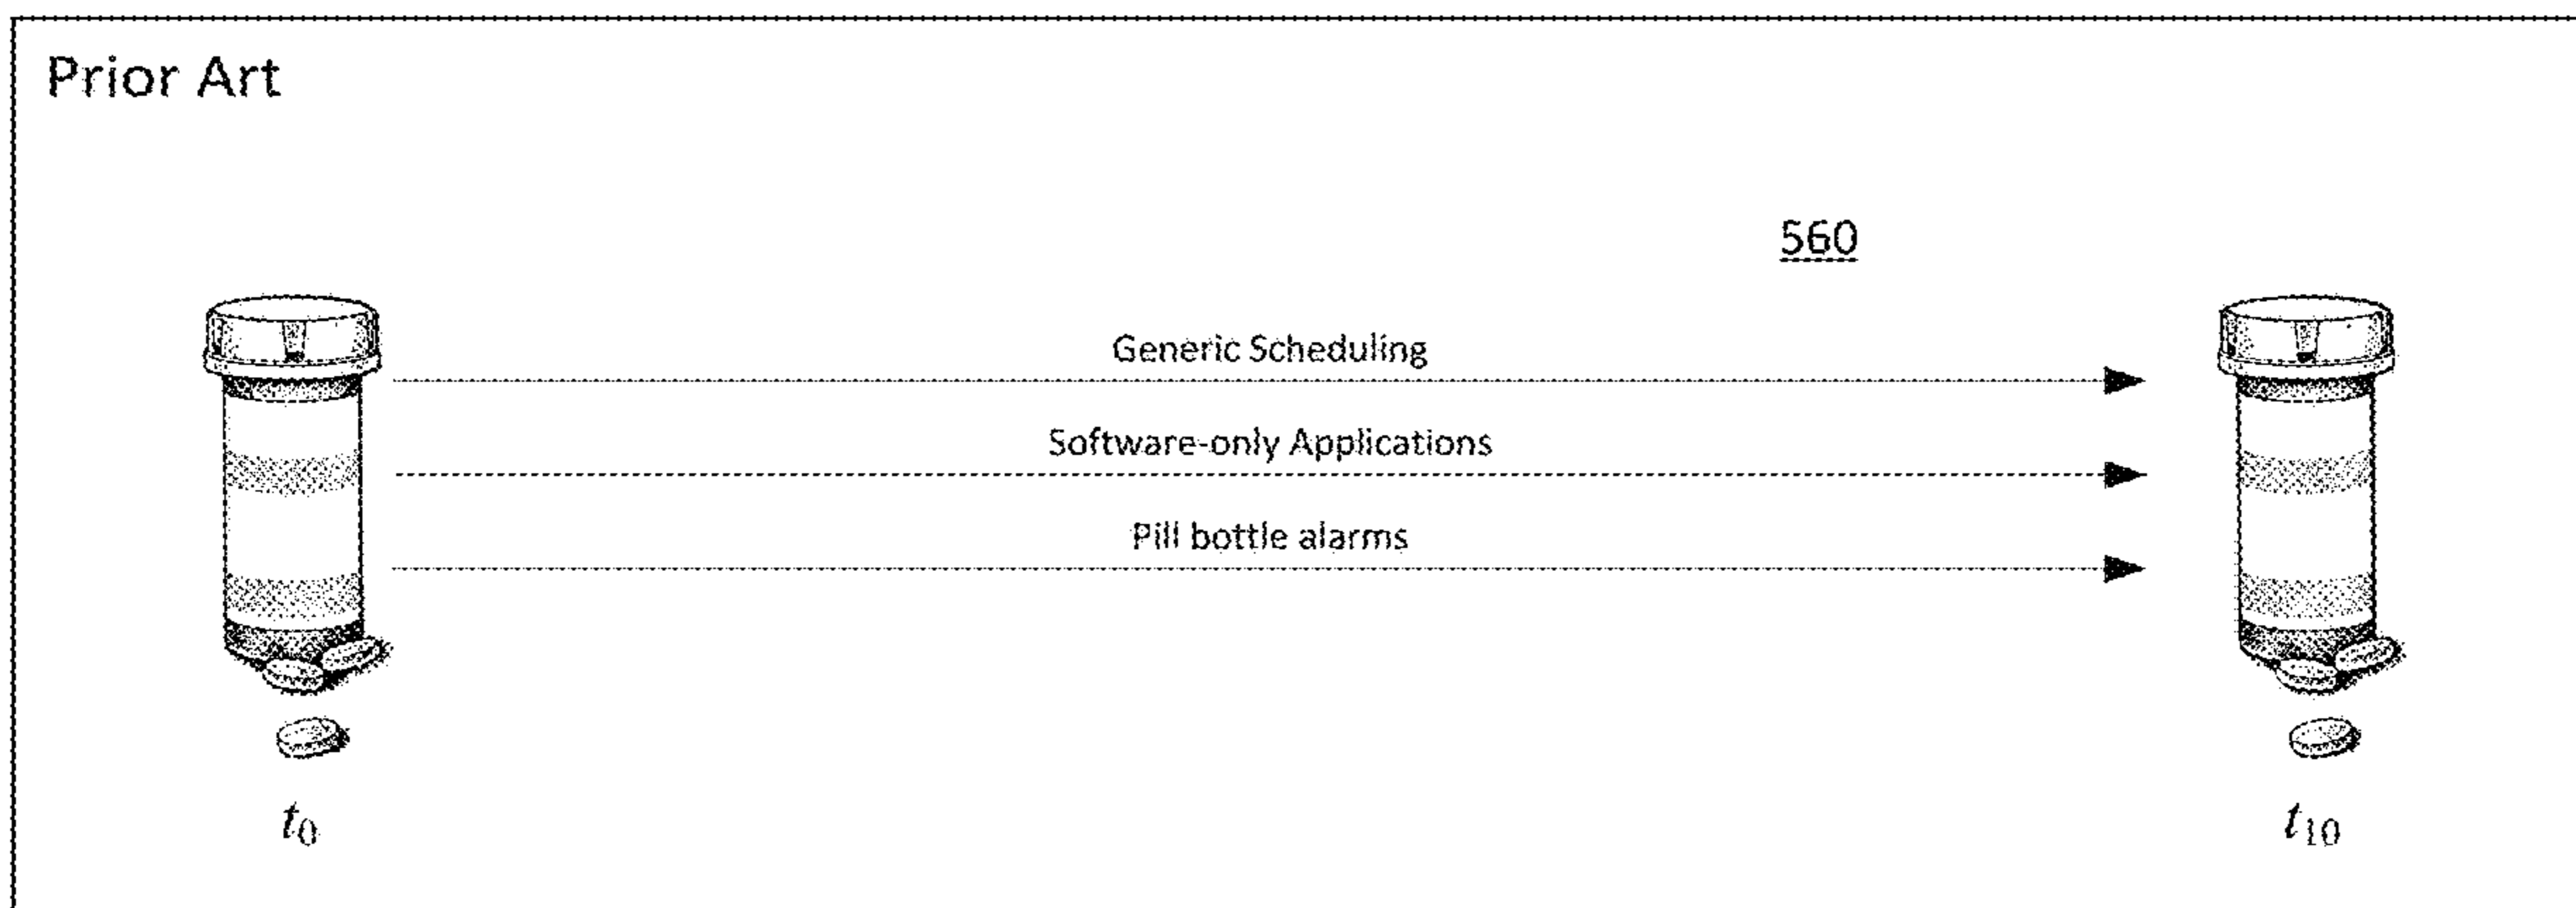 Prior Art
560
Generic Scheduling
Software-only Applications
Pill bottle alarms
t0
t10